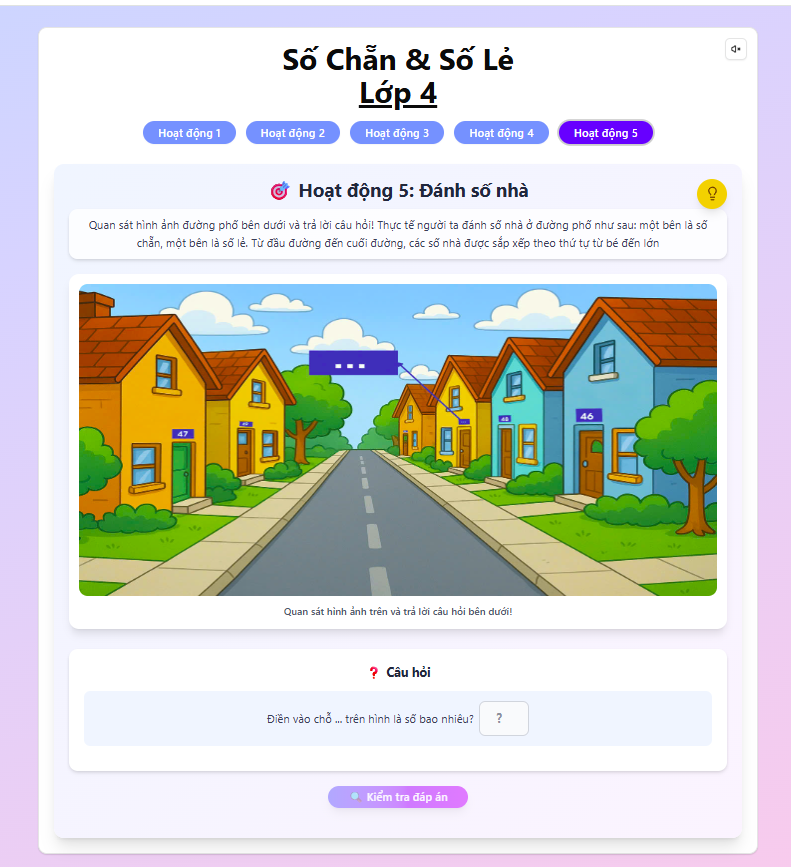 Số Chẵn & Số Lẻ
Lớp 4
Hoạt động 1 Hoạt động 2 Hoạt động 3 Hoạt động 4 Hoạt động 5
Hoạt động 5: Đánh số nhà
Quan sát hình ảnh đường phố bên dưới và trả lời câu hỏi! Thực tế người ta đánh số nhà ở đường phố như sau: một bên là số
chẵn, một bên là số lẻ. Từ đầu đường đến cuối đường, các số nhà được sắp xếp theo thứ tự từ bé đến lớn
...
47 49 48 46
Quan sát hình ảnh trên và trả lời câu hỏi bên dưới!
❓ Câu hỏi
Điền vào chỗ ... trên hình là số bao nhiêu? ?
Kiểm tra đáp án